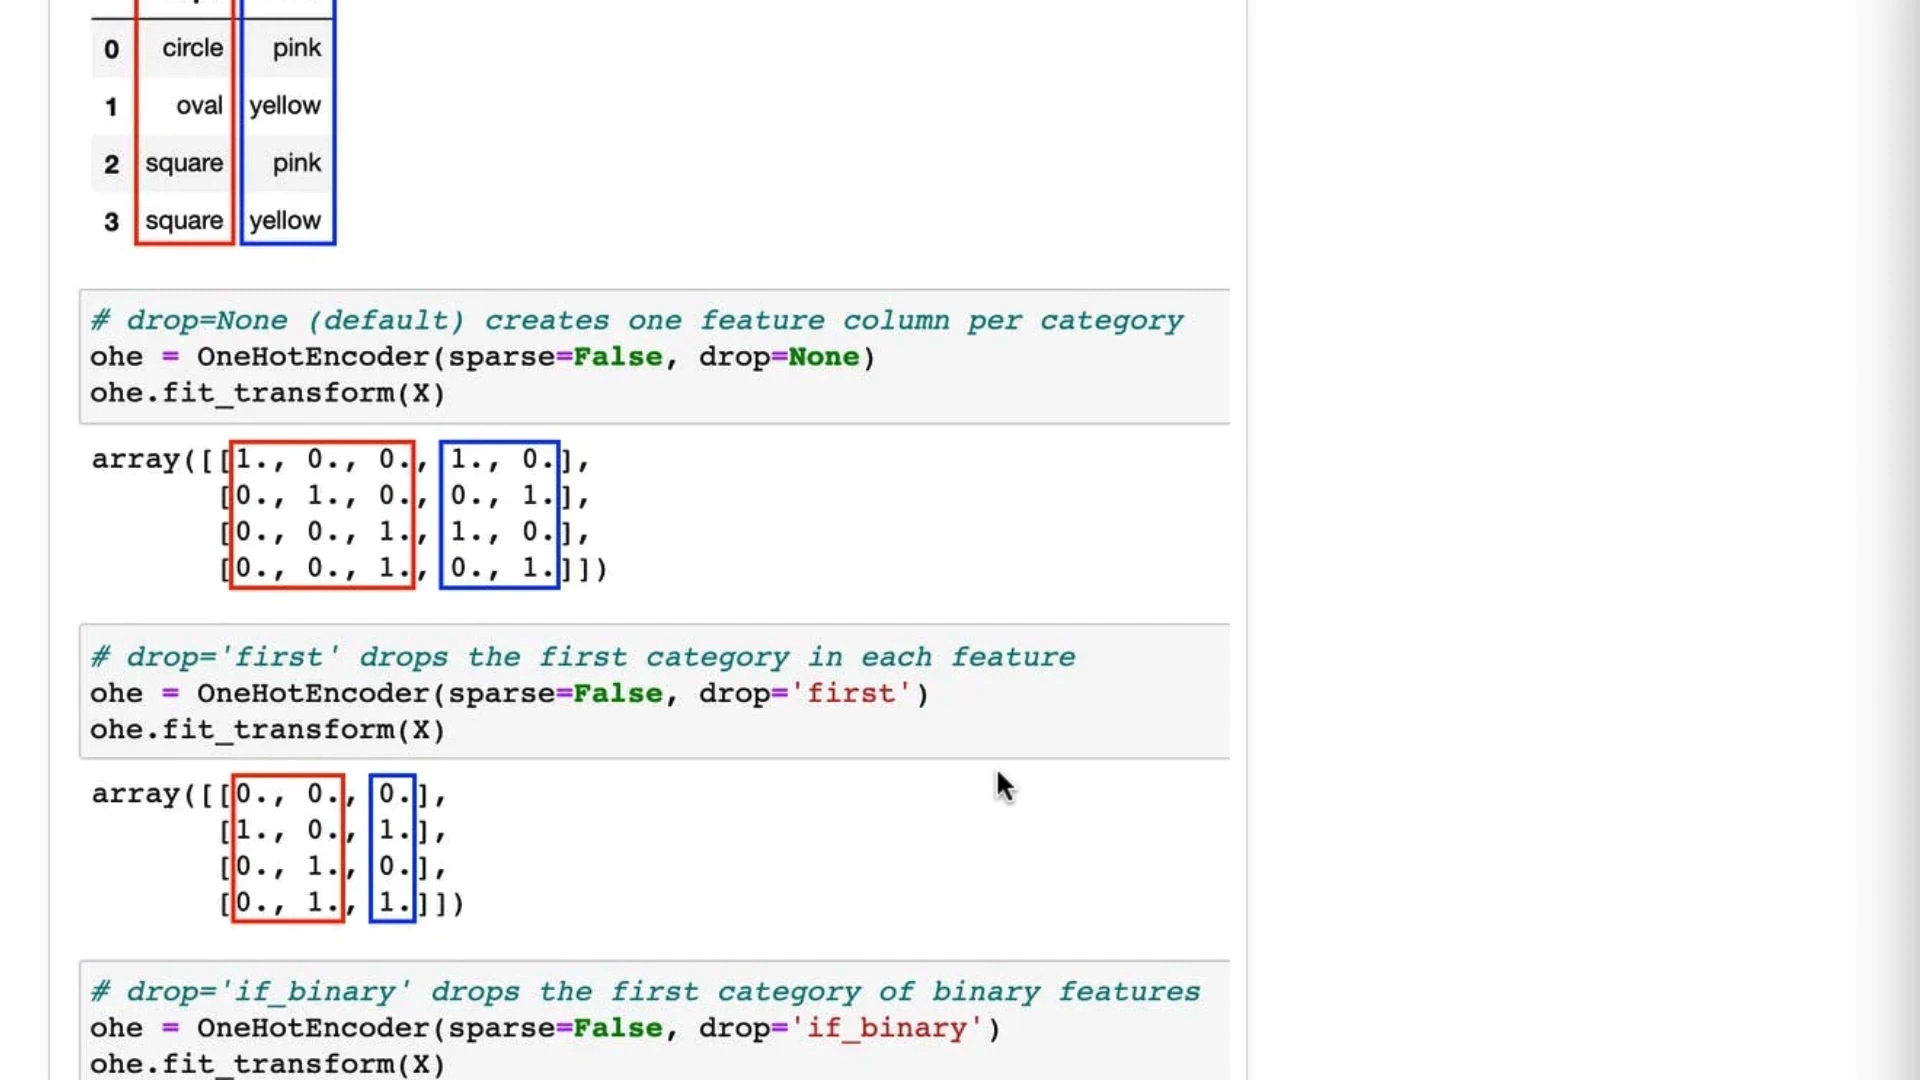 0 circle pink
1 oval yellow
2 square pink
3 square yellow
# drop=None (default) creates one feature column per category
ohe = OneHotEncoder(sparse=False, drop=None)
ohe.fit_transform(X)
array([[1., 0., 0., 1., 0.],
[0., 1., 0., 0., 1.],
[0., 0., 1., 1., 0.],
[0., 0., 1., 0., 1.]])
# drop='first' drops the first category in each feature
ohe = OneHotEncoder(sparse=False, drop='first')
ohe.fit_transform(X)
array([[0., 0., 0.],
[1., 0., 1.],
[0., 1., 0.],
[0., 1., 1.]])
# drop='if_binary' drops the first category of binary features
ohe = OneHotEncoder(sparse=False, drop='if_binary')
ohe.fit_transform(X)